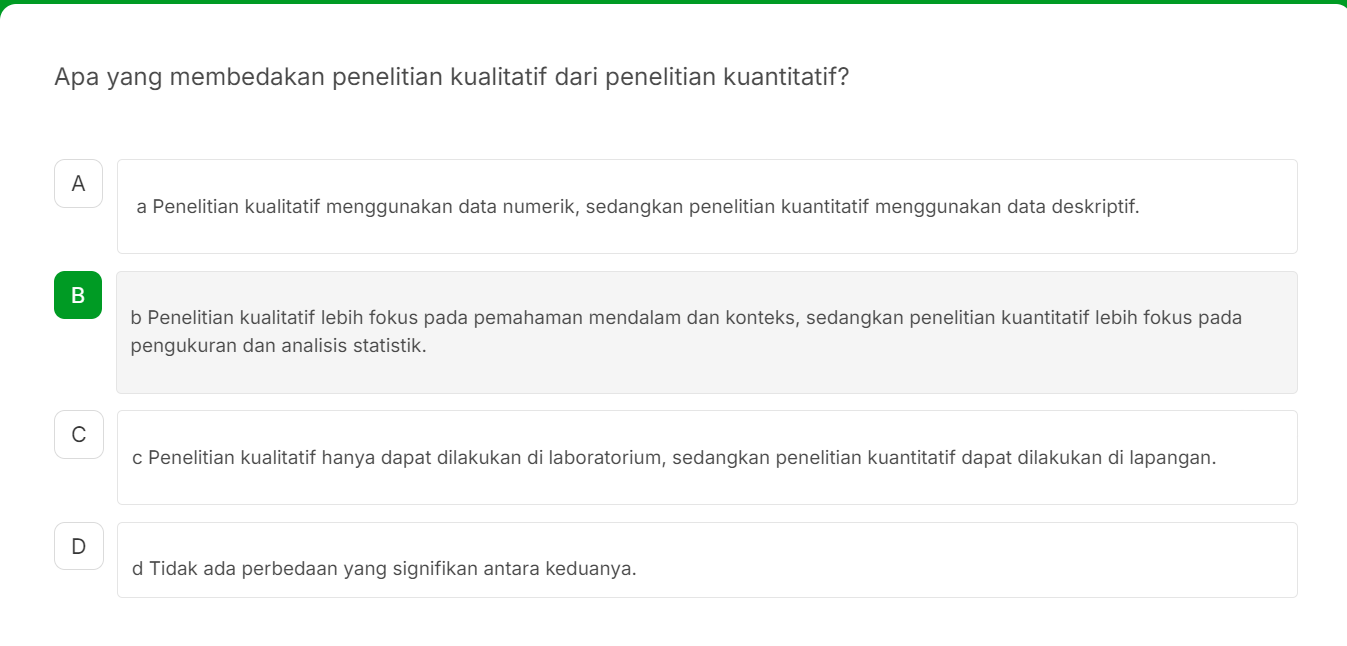 Apa yang membedakan penelitian kualitatif dari penelitian kuantitatif?
A
a Penelitian kualitatif menggunakan data numerik, sedangkan penelitian kuantitatif menggunakan data deskriptif.
B
b Penelitian kualitatif lebih fokus pada pemahaman mendalam dan konteks, sedangkan penelitian kuantitatif lebih fokus pada
pengukuran dan analisis statistik.
C
c Penelitian kualitatif hanya dapat dilakukan di laboratorium, sedangkan penelitian kuantitatif dapat dilakukan di lapangan.
D
d Tidak ada perbedaan yang signifikan antara keduanya.